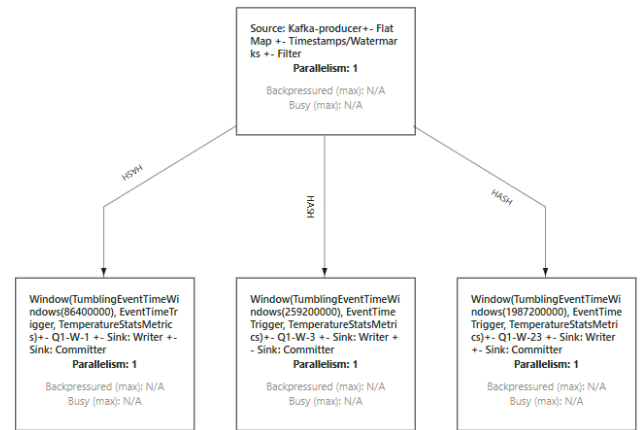 Source: Kafka-producer+- Flat
Map +- Timestamps/Watermar
ks +- Filter
Parallelism: 1
Backpressured (max): N/A
Busy (max): N/A
HASH
HASH
HASH
Window(TumblingEventTimeWi
ndows(86400000), EventTimeTr
igger, TemperatureStatsMetric
s)+- Q1-W-1 +- Sink: Writer +-
Sink: Committer
Parallelism: 1
Backpressured (max): N/A
Busy (max): N/A
Window(TumblingEventTimeWi
ndows(259200000), EventTime
Trigger, TemperatureStatsMetri
cs)+- Q1-W-3 +- Sink: Writer +
- Sink: Committer
Parallelism: 1
Backpressured (max): N/A
Busy (max): N/A
Window(TumblingEventTimeWi
ndows(1987200000), EventTime
Trigger, TemperatureStatsMetri
cs)+- Q1-W-23 +- Sink: Writer
+- Sink: Committer
Parallelism: 1
Backpressured (max): N/A
Busy (max): N/A